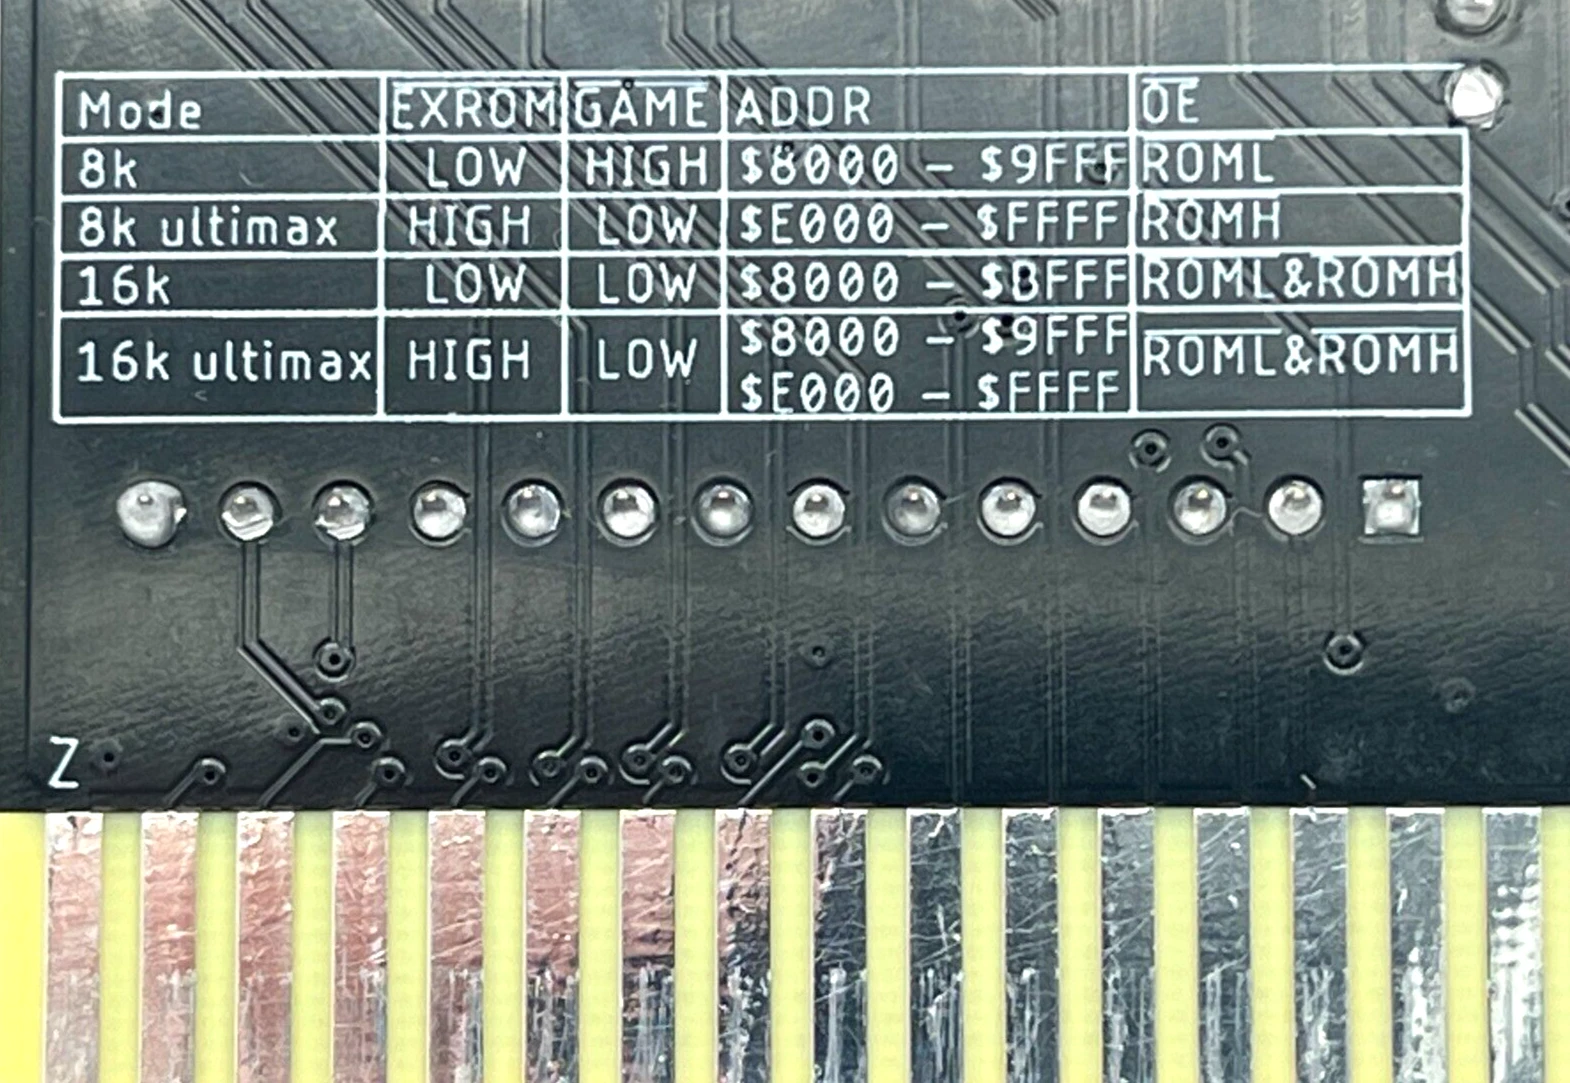 Mode EXROM GAME ADDR OE
8k LOW HIGH $8000 - $9FFF ROML
8k ultimax HIGH LOW $E000 - $FFFF ROMH
16k LOW LOW $8000 - $BFFF ROML&ROMH
16k ultimax HIGH LOW $8000 - $9FFF ROML&ROMH
$E000 - $FFFF
Z